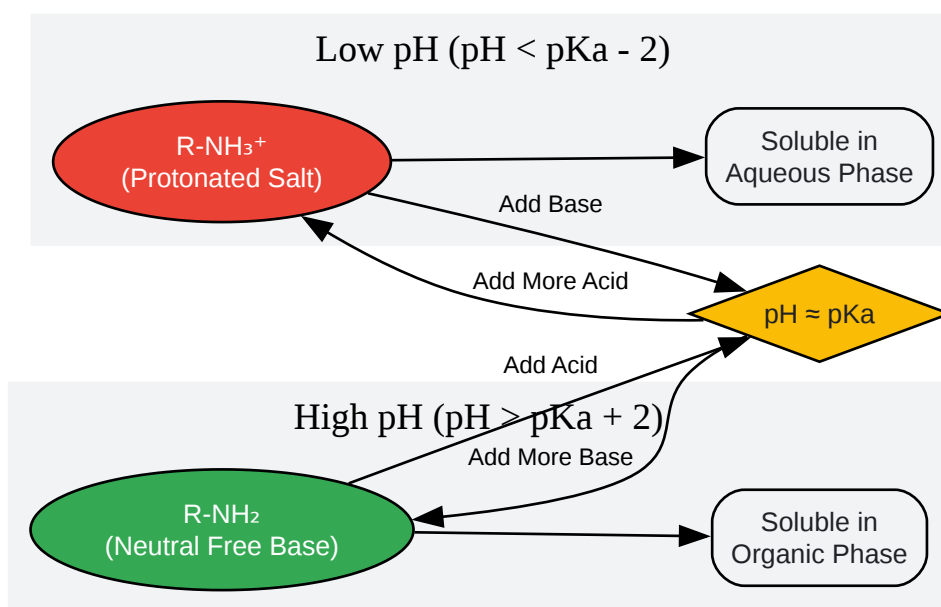 Low pH (pH < pKa - 2)
R-NH₃⁺
(Protonated Salt)
Soluble in
Aqueous Phase
Add Base
Add More Acid
pH ≈ pKa
Add Acid
High pH (pH > pKa + 2)
Add More Base
R-NH₂
(Neutral Free Base)
Soluble in
Organic Phase